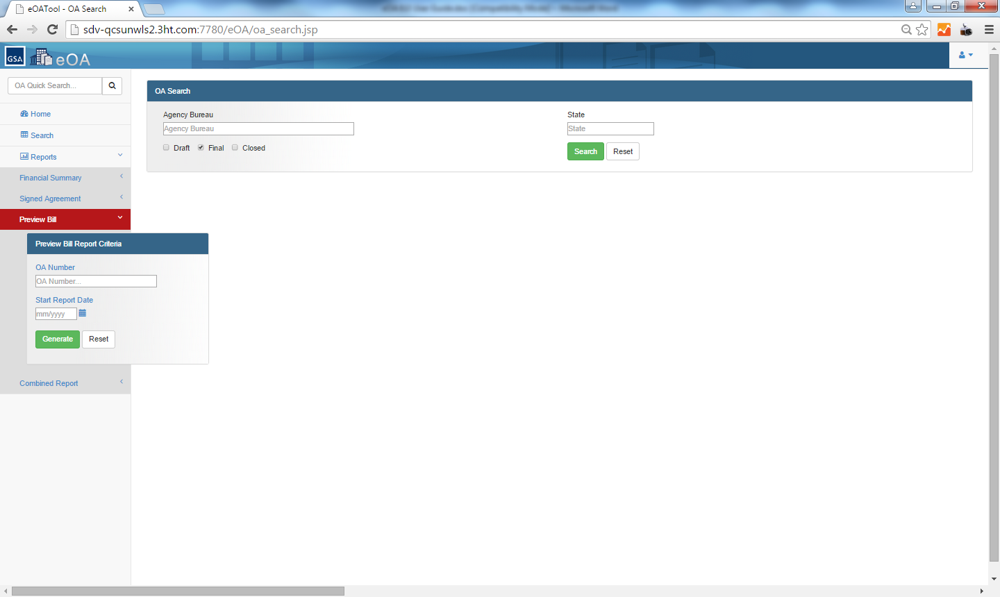 eOATool - OA Search
sdv-qcsunwls2.3ht.com:7780/eOA/oa_search.jsp
GSA eOA
OA Quick Search...
Home
Search
Reports
Financial Summary
Signed Agreement
Preview Bill
Preview Bill Report Criteria
OA Number
OA Number...
Start Report Date
mm/yyyy
Generate Reset
Combined Report
OA Search
Agency Bureau State
Agency Bureau State
Draft Final Closed
Search Reset